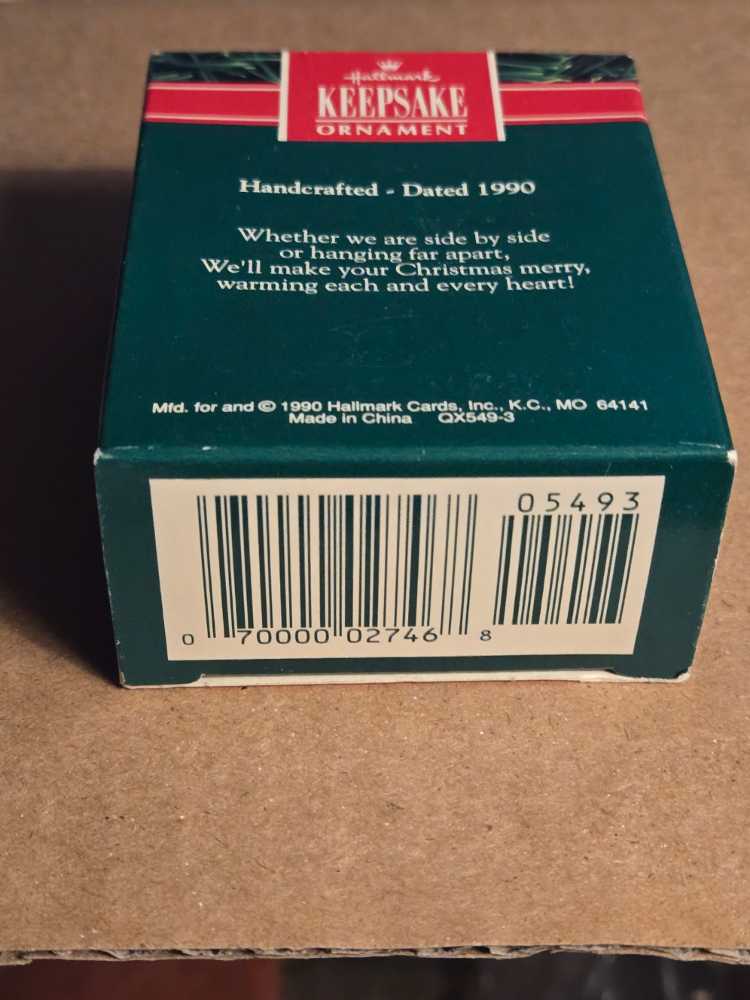 Hallmark
KEEPSAKE
ORNAMENT
Handcrafted - Dated 1990
Whether we are side by side
or hanging far apart,
We'll make your Christmas merry,
warming each and every heart!
Mfd. for and © 1990 Hallmark Cards, Inc., K.C., MO 64141
Made in China QX549-3
05493
0 70000 02746 8